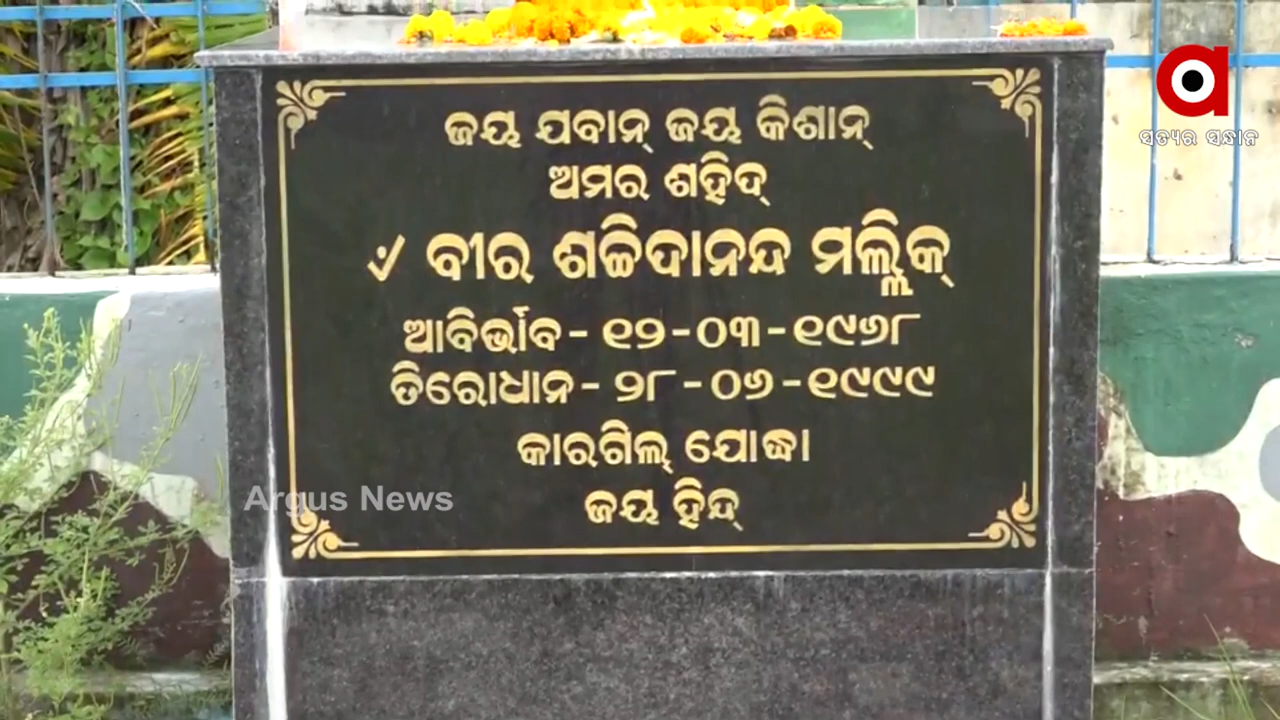 ଜୟ ଯବାନ୍ ଜୟ କିଶାନ୍
ଅମର ଶହିଦ୍
୰ ବୀର ଶଚ୍ଚିଦାନନ୍ଦ ମଲ୍ଲିକ୍
ଆବିର୍ଭାବ - ୧୨ - ୦୩ - ୧୯୬୮
ତିରୋଧାନ - ୨୮ - ୦୬ - ୧୯୯୯
କାରଗିଲ୍ ଯୋଦ୍ଧା
ଜୟ ହିନ୍ଦ୍
Argus News
ସତ୍ୟର ସନ୍ଧାନ